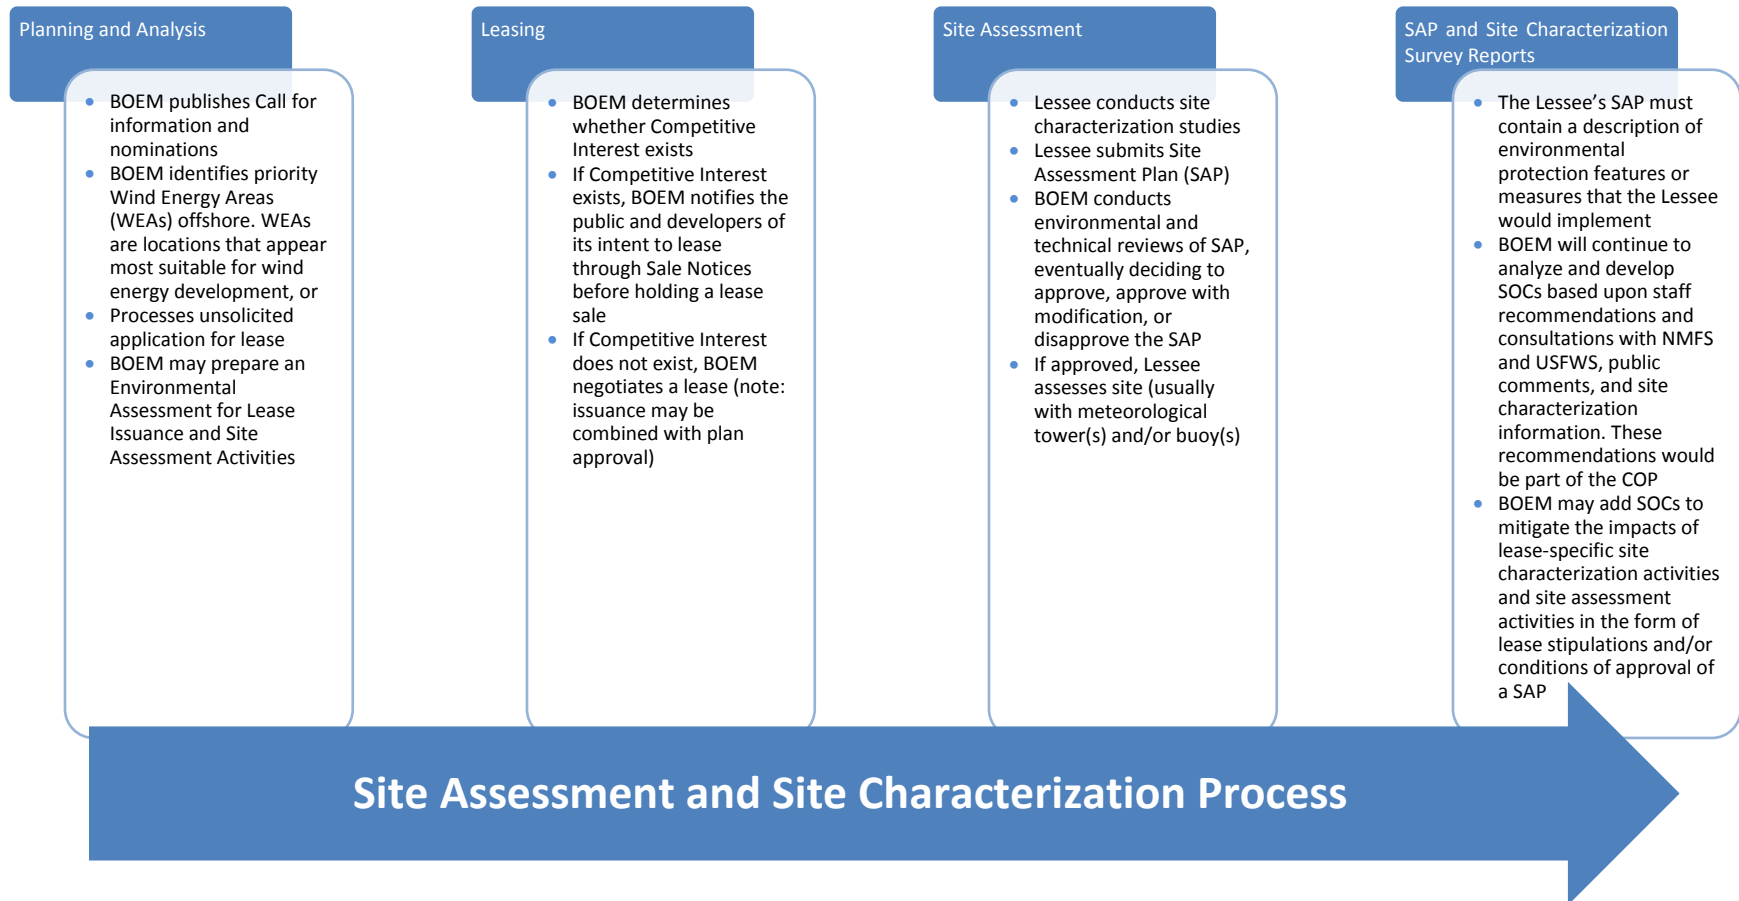 Planning and Analysis
• BOEM publishes Call for
information and
nominations
• BOEM identifies priority
Wind Energy Areas
(WEAs) offshore. WEAs
are locations that appear
most suitable for wind
energy development, or
• Processes unsolicited
application for lease
• BOEM may prepare an
Environmental
Assessment for Lease
Issuance and Site
Assessment Activities
Leasing
• BOEM determines
whether Competitive
Interest exists
• If Competitive Interest
exists, BOEM notifies the
public and developers of
its intent to lease
through Sale Notices
before holding a lease
sale
• If Competitive Interest
does not exist, BOEM
negotiates a lease (note:
issuance may be
combined with plan
approval)
Site Assessment
• Lessee conducts site
characterization studies
• Lessee submits Site
Assessment Plan (SAP)
• BOEM conducts
environmental and
technical reviews of SAP,
eventually deciding to
approve, approve with
modification, or
disapprove the SAP
• If approved, Lessee
assesses site (usually
with meteorological
tower(s) and/or buoy(s)
SAP and Site Characterization
Survey Reports
• The Lessee’s SAP must
contain a description of
environmental
protection features or
measures that the Lessee
would implement
• BOEM will continue to
analyze and develop
SOCs based upon staff
recommendations and
consultations with NMFS
and USFWS, public
comments, and site
characterization
information. These
recommendations would
be part of the COP
• BOEM may add SOCs to
mitigate the impacts of
lease-specific site
characterization activities
and site assessment
activities in the form of
lease stipulations and/or
conditions of approval of
a SAP
Site Assessment and Site Characterization Process